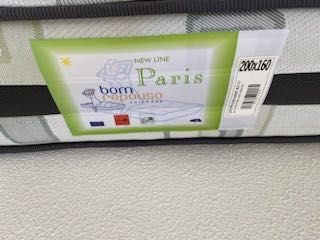 NEW LINE
Paris
bom
repouso
200x160